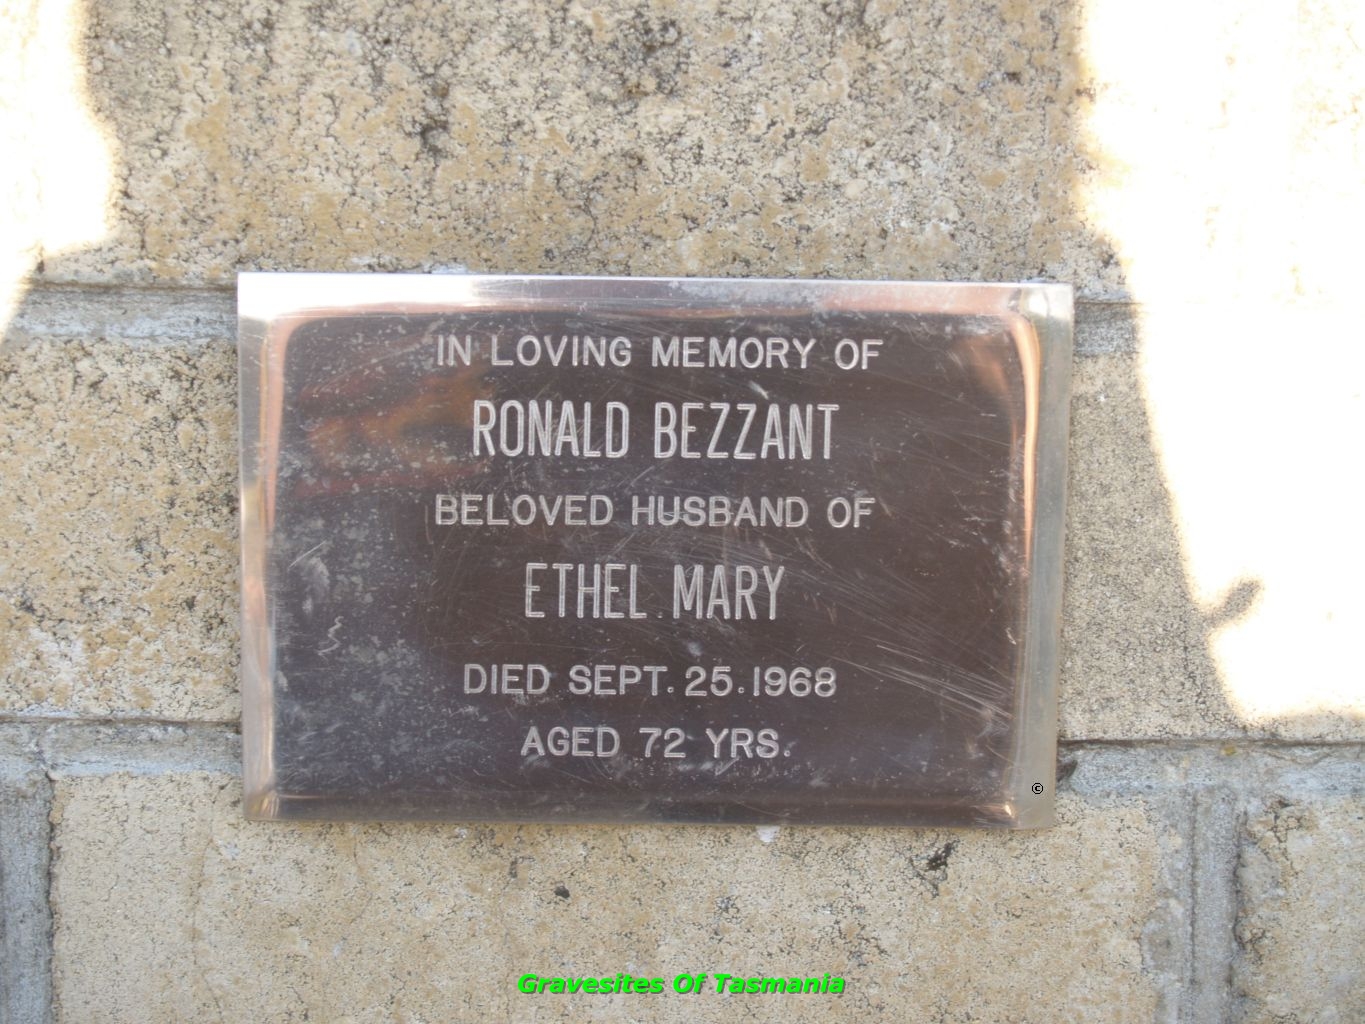 IN LOVING MEMORY OF
RONALD BEZZANT
BELOVED HUSBAND OF
ETHEL MARY
DIED SEPT. 25.1968
AGED 72 YRS.
©
Gravesites Of Tasmania